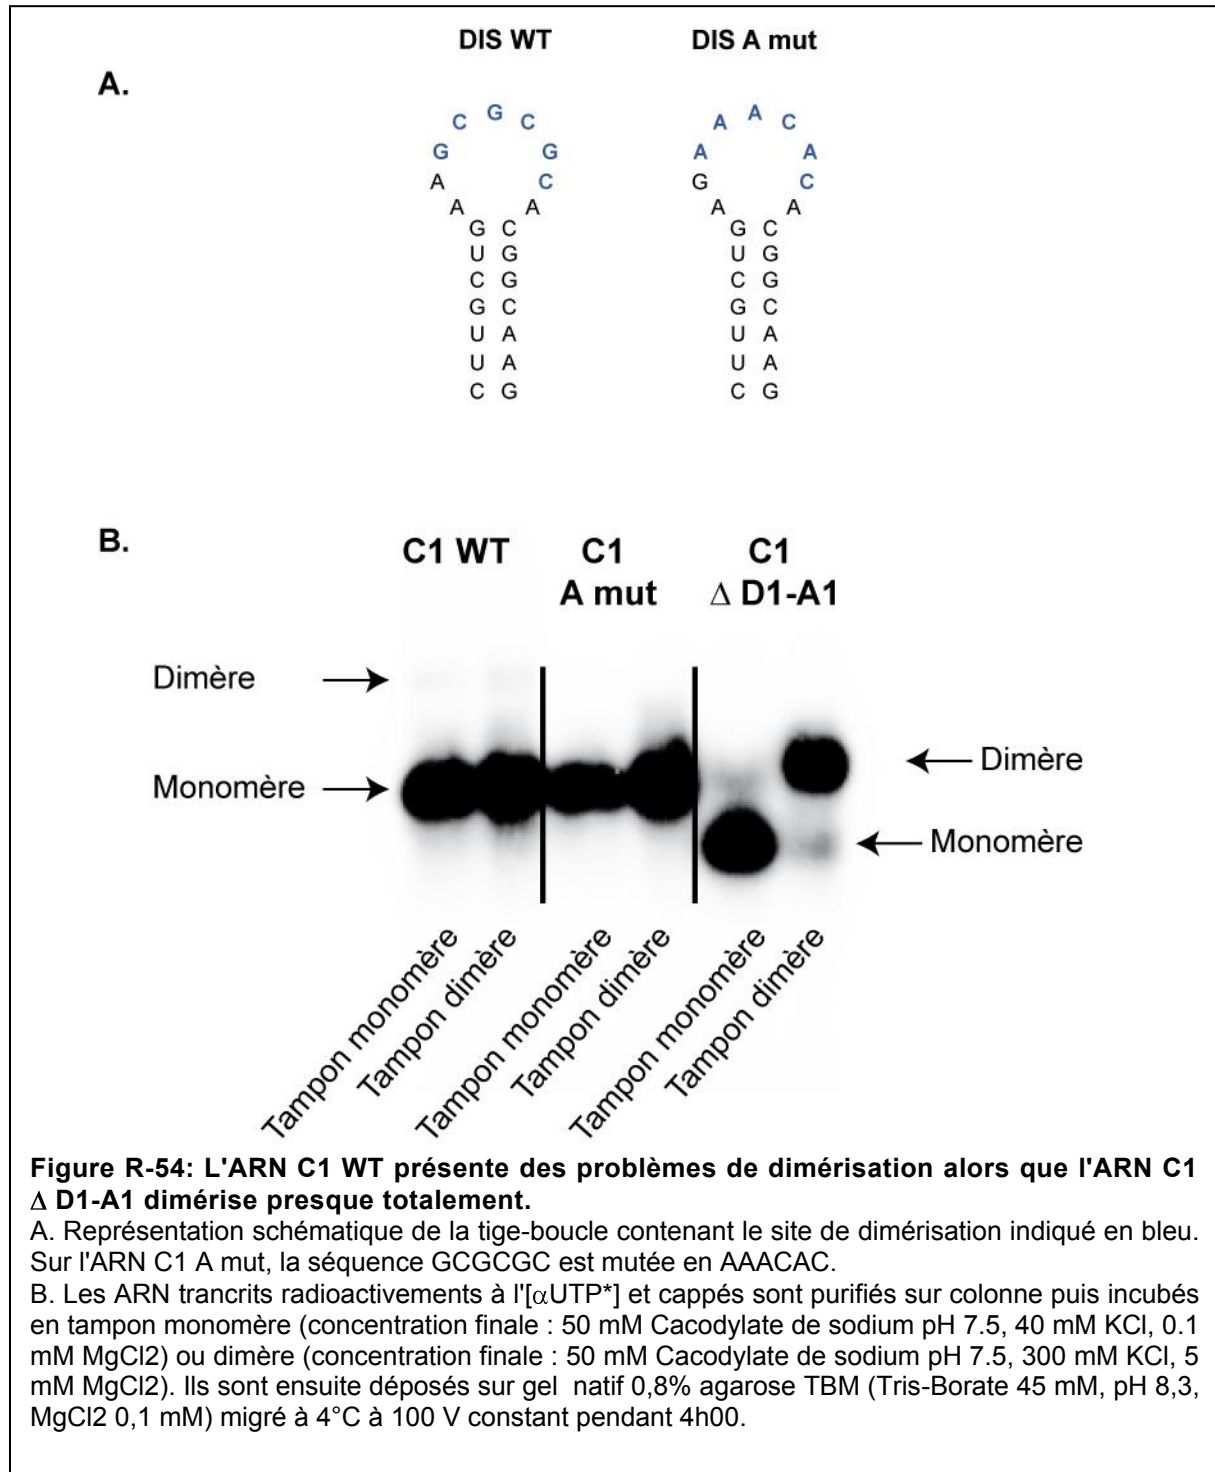 DIS WT DIS A mut
A.
G C G C G C
A A
A A
G C
U G
C G
G C
U A
U A
C G
A A A C A C
G A
A
G C
U G
C G
G C
U A
U A
C G
B.
C1 WT C1 C1
A mut Δ D1-A1
Dimère
Monomère
Dimère
Monomère
Tampon monomère
Tampon dimère
Tampon monomère
Tampon dimère
Tampon monomère
Tampon dimère
Figure R-54: L'ARN C1 WT présente des problèmes de dimérisation alors que l'ARN C1
Δ D1-A1 dimérise presque totalement.
A. Représentation schématique de la tige-boucle contenant le site de dimérisation indiqué en bleu.
Sur l'ARN C1 A mut, la séquence GCGCGC est mutée en AAACAC.
B. Les ARN trancrits radioactivements à l'[αUTP*] et cappés sont purifiés sur colonne puis incubés
en tampon monomère (concentration finale : 50 mM Cacodylate de sodium pH 7.5, 40 mM KCl, 0.1
mM MgCl2) ou dimère (concentration finale : 50 mM Cacodylate de sodium pH 7.5, 300 mM KCl, 5
mM MgCl2). Ils sont ensuite déposés sur gel natif 0,8% agarose TBM (Tris-Borate 45 mM, pH 8,3,
MgCl2 0,1 mM) migré à 4°C à 100 V constant pendant 4h00.